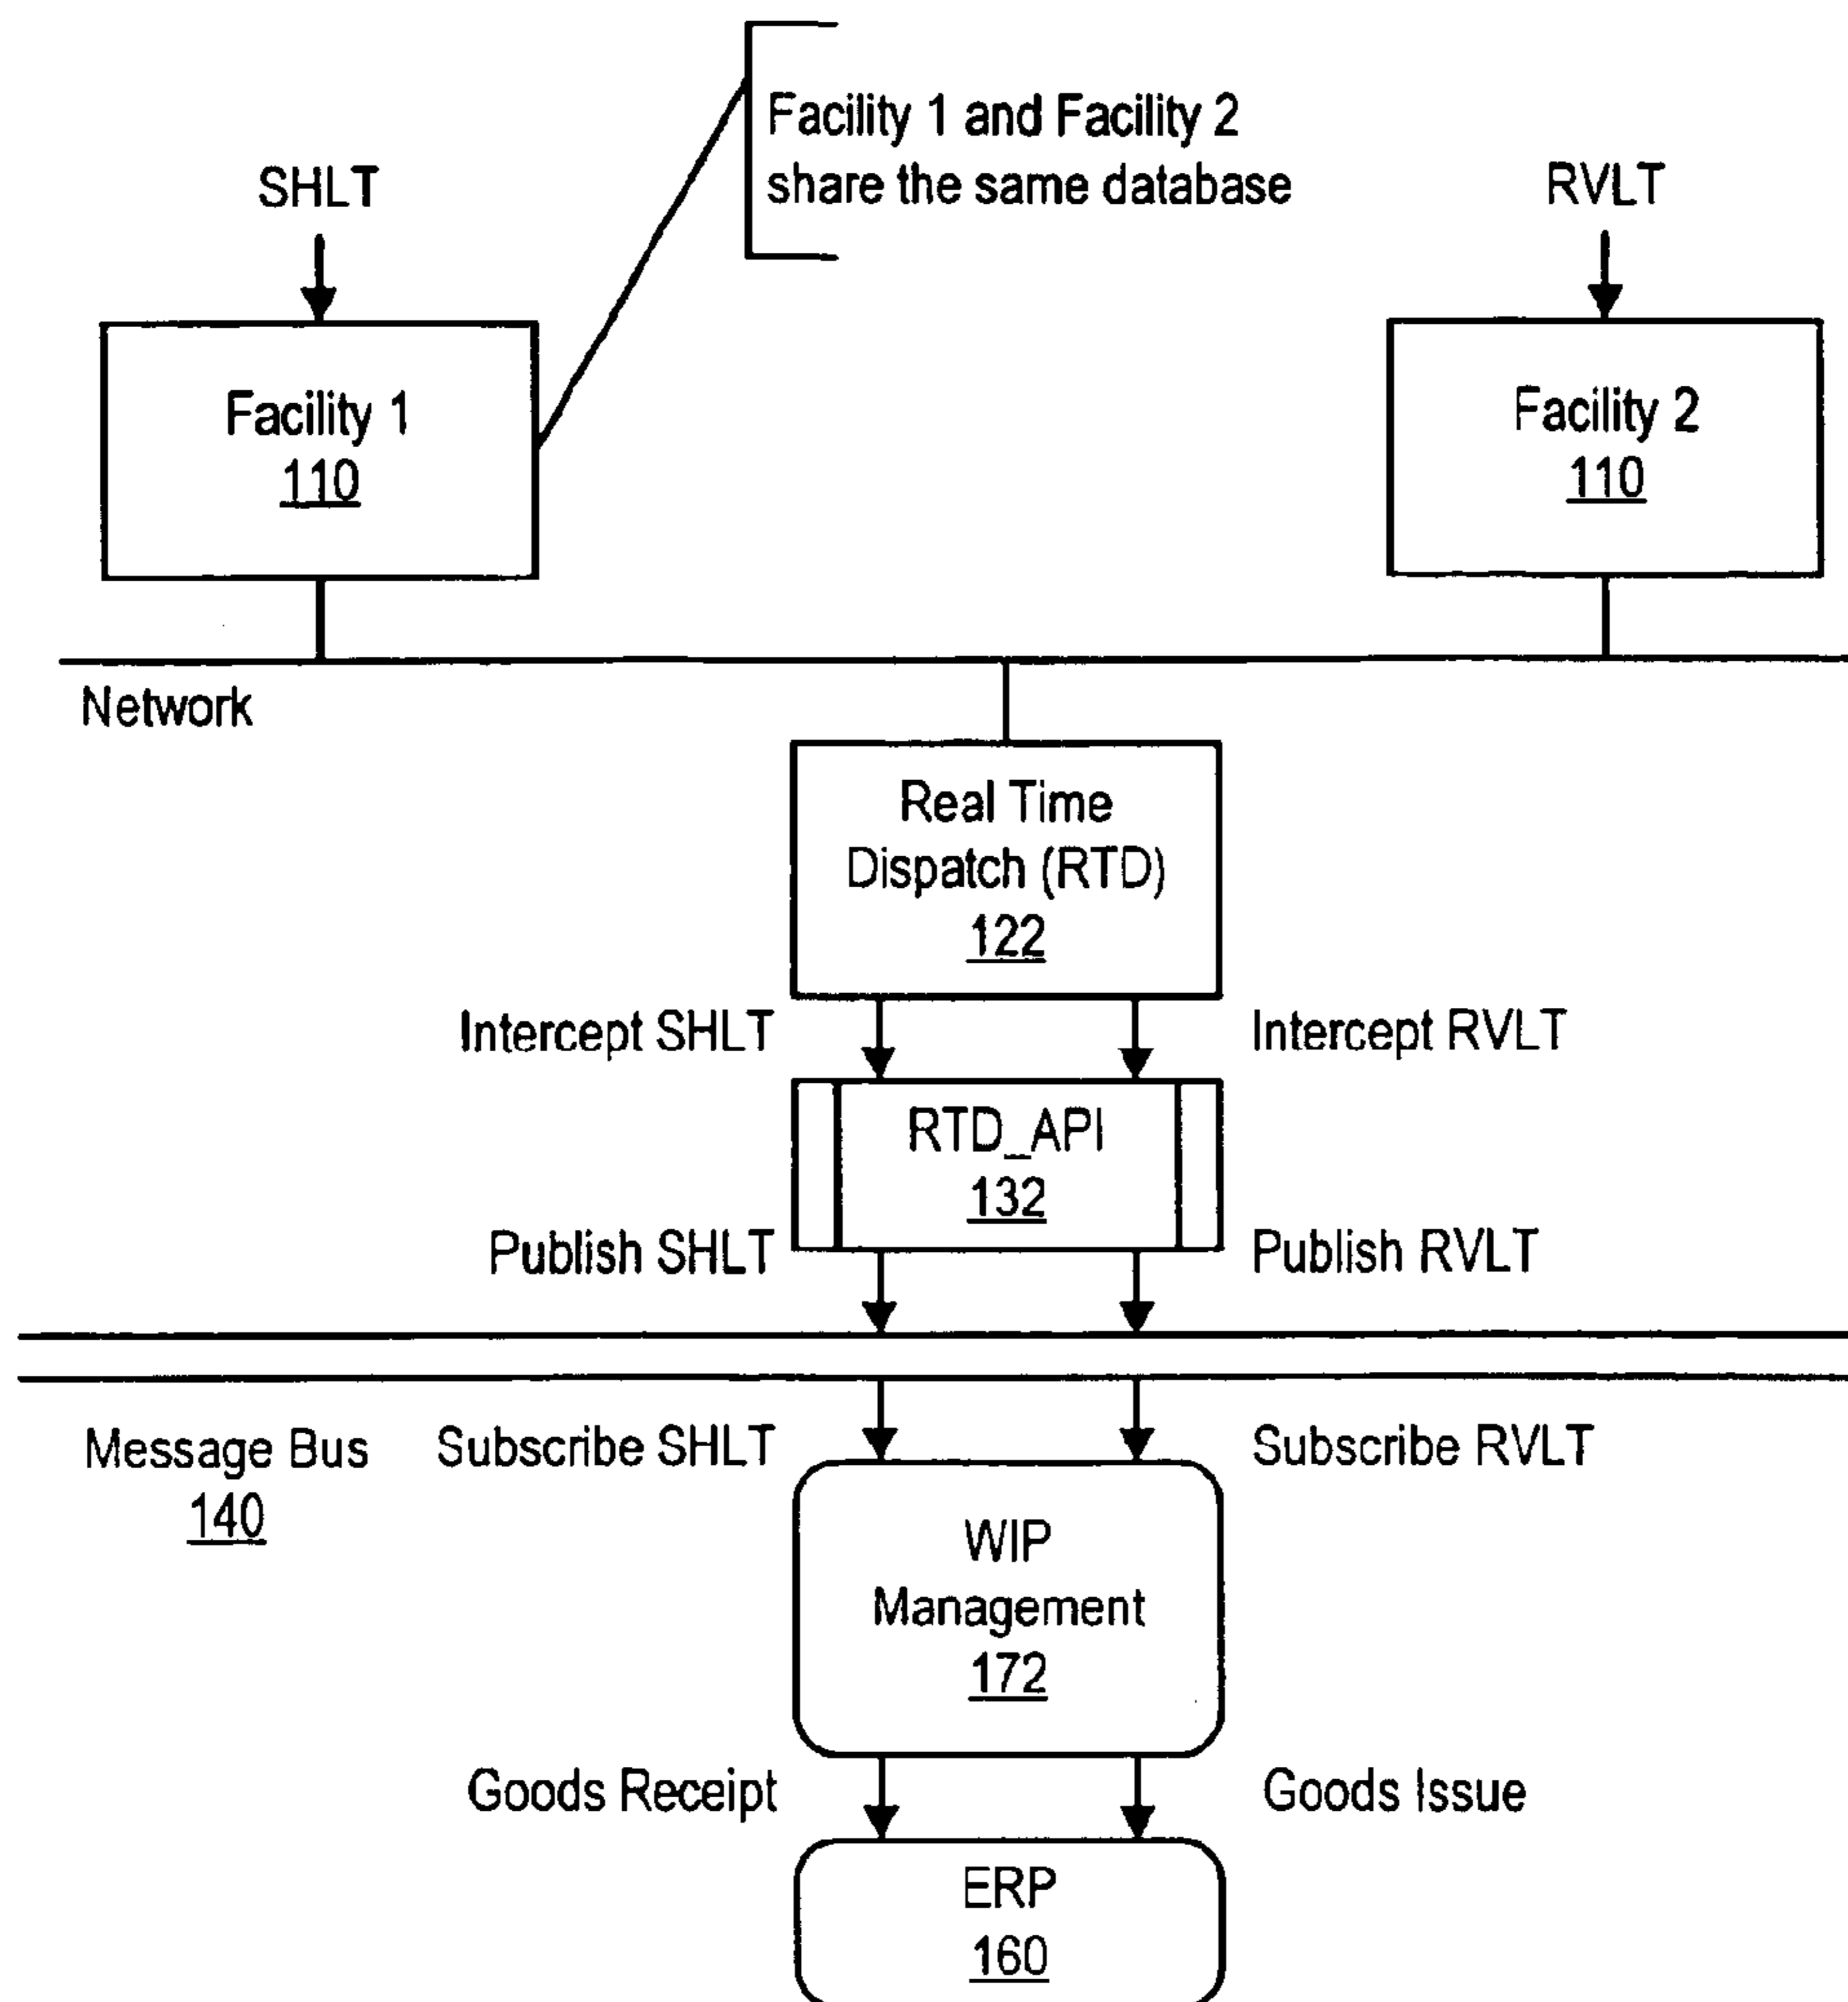 Facility 1 and Facility 2
share the same database
SHLT
RVLT
Facility 1
110
Facility 2
110
Network
Real Time
Dispatch (RTD)
122
Intercept SHLT
Intercept RVLT
RTD_API
132
Publish SHLT
Publish RVLT
Message Bus
140
Subscribe SHLT
Subscribe RVLT
WIP
Management
172
Goods Receipt
Goods Issue
ERP
160